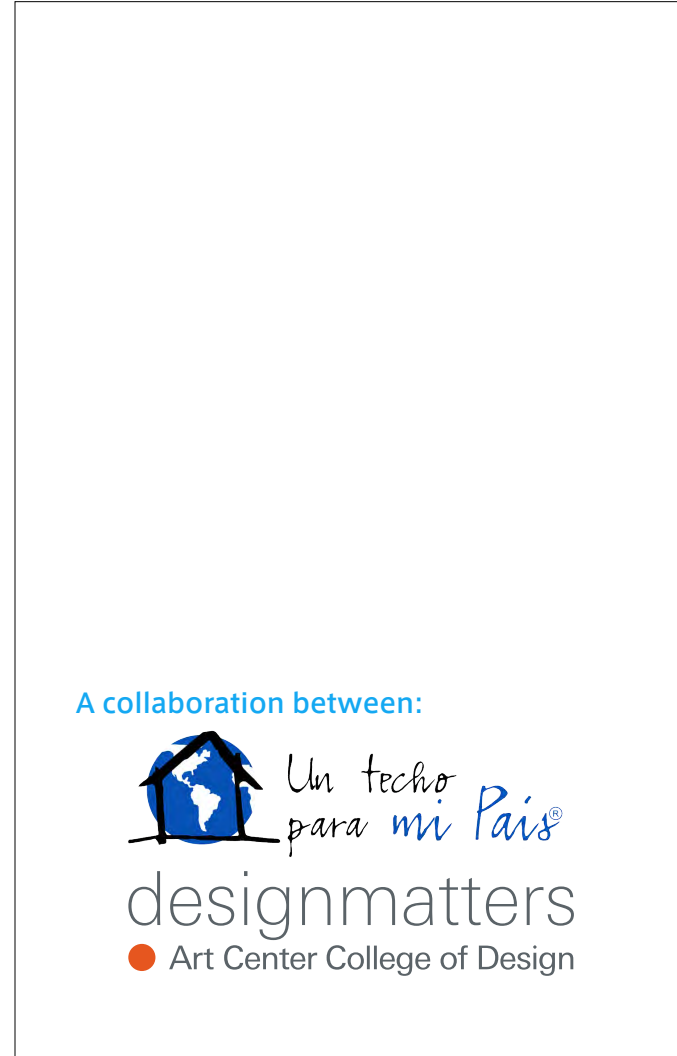 A collaboration between:
Un techo
para mi País®
designmatters
Art Center College of Design